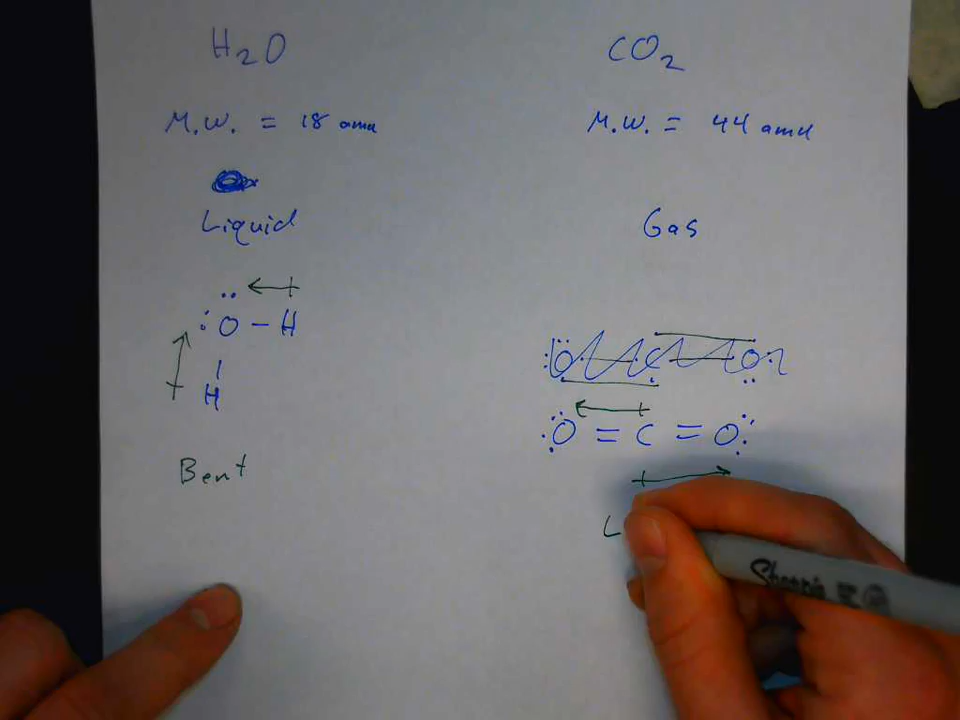 H2O
M.W. = 18 amu
Liquid
:O - H
H
Bent
CO2
M.W. = 44 amu
Gas
O = C = O
L
Sharpie